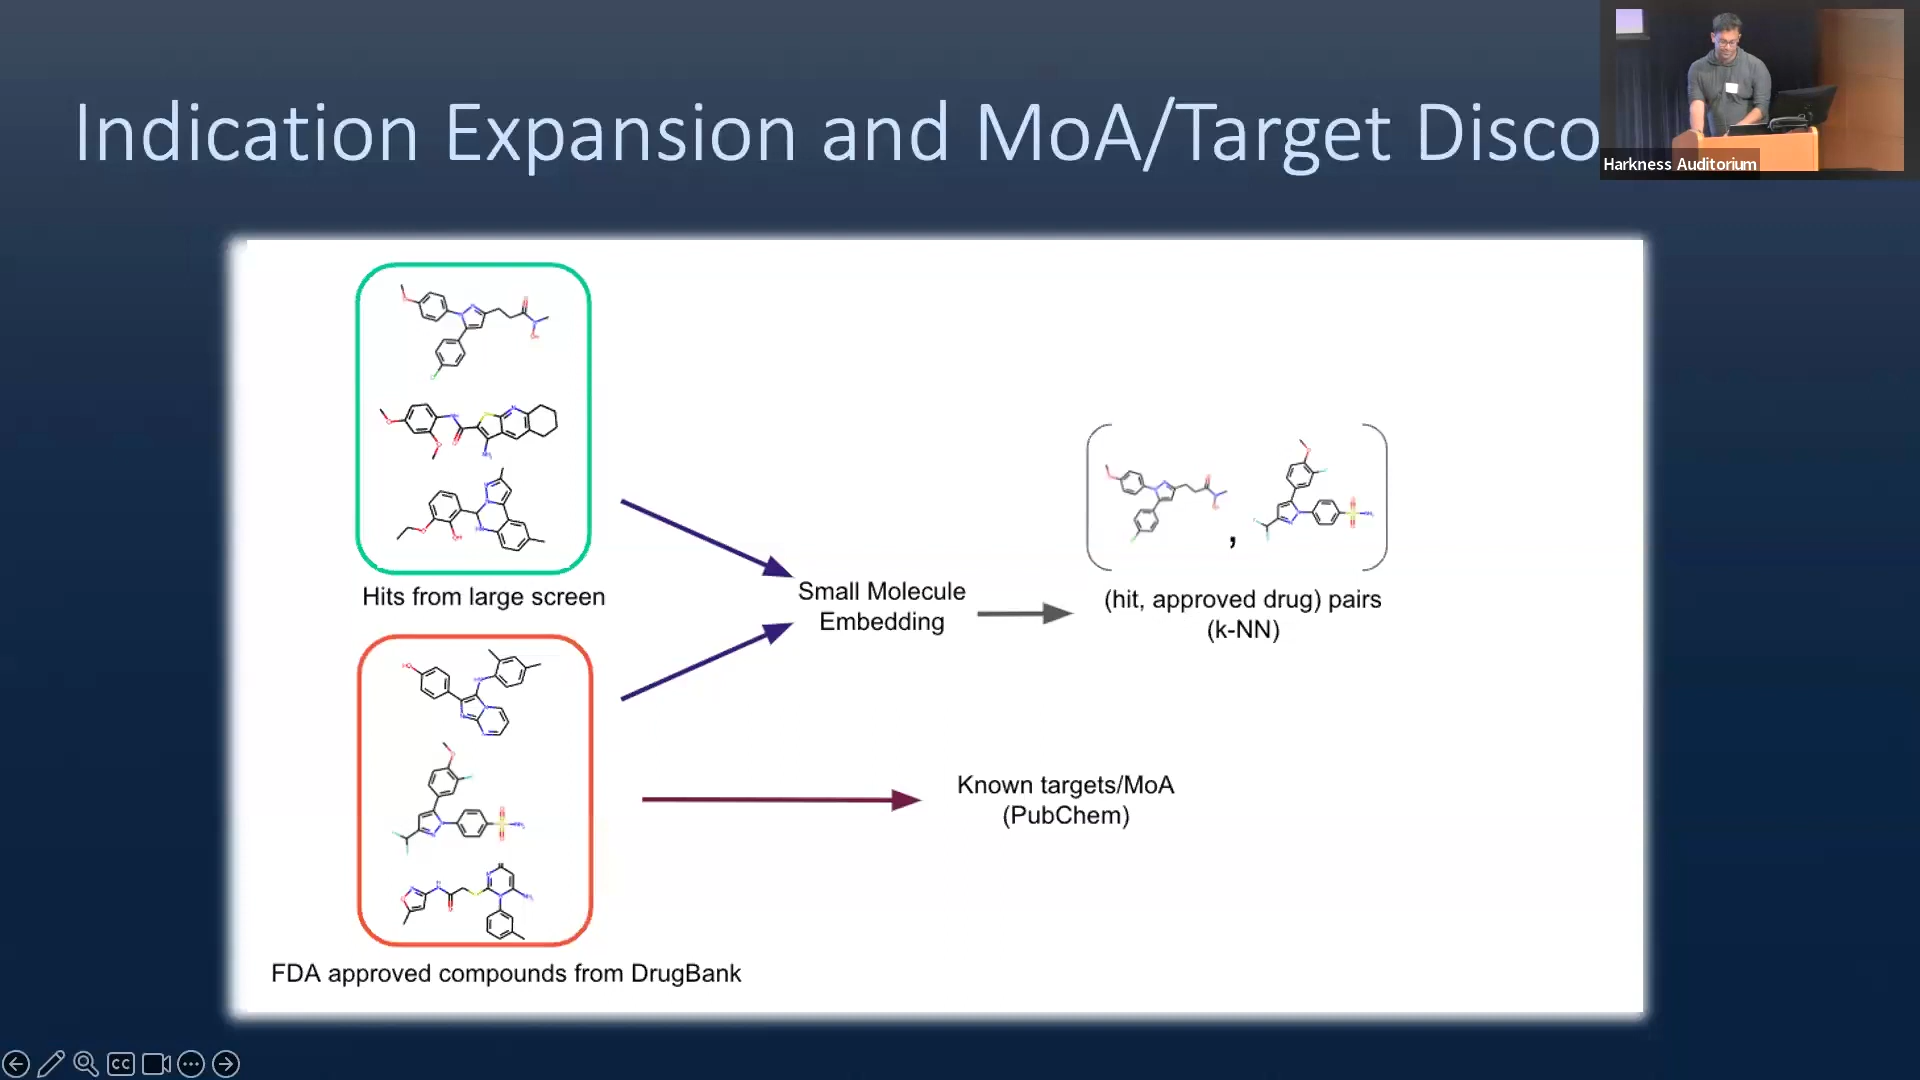 Indication Expansion and MoA/Target Disco
Harkness Auditorium
Hits from large screen
Small Molecule
Embedding
,
(hit, approved drug) pairs
(k-NN)
Known targets/MoA
(PubChem)
FDA approved compounds from DrugBank
CC